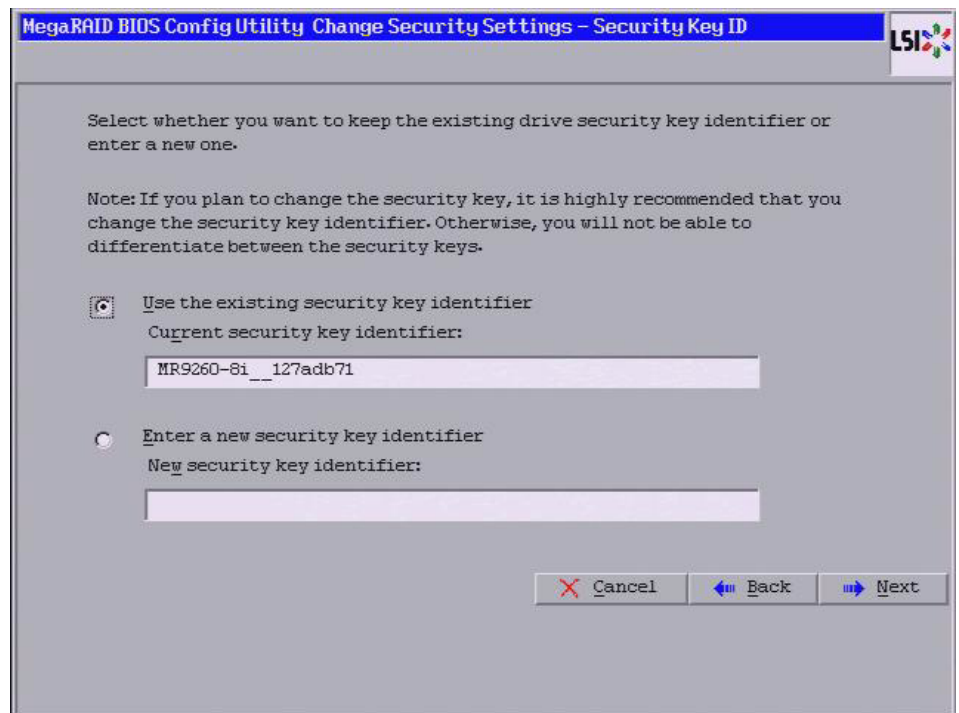 MegaRAID BIOS Config Utility Change Security Settings – Security Key ID
LSI
Select whether you want to keep the existing drive security key identifier or
enter a new one.
Note: If you plan to change the security key, it is highly recommended that you
change the security key identifier. Otherwise, you will not be able to
differentiate between the security keys.
Use the existing security key identifier
Current security key identifier:
MR9260-8i__127adb71
Enter a new security key identifier
New security key identifier:
Cancel
Back
Next